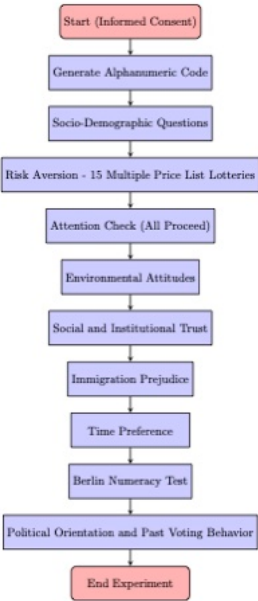 Start (Informed Consent)
Generate Alphanumeric Code
Socio-Demographic Questions
Risk Aversion - 15 Multiple Price List Lotteries
Attention Check (All Proceed)
Environmental Attitudes
Social and Institutional Trust
Immigration Prejudice
Time Preference
Berlin Numeracy Test
Political Orientation and Past Voting Behavior
End Experiment